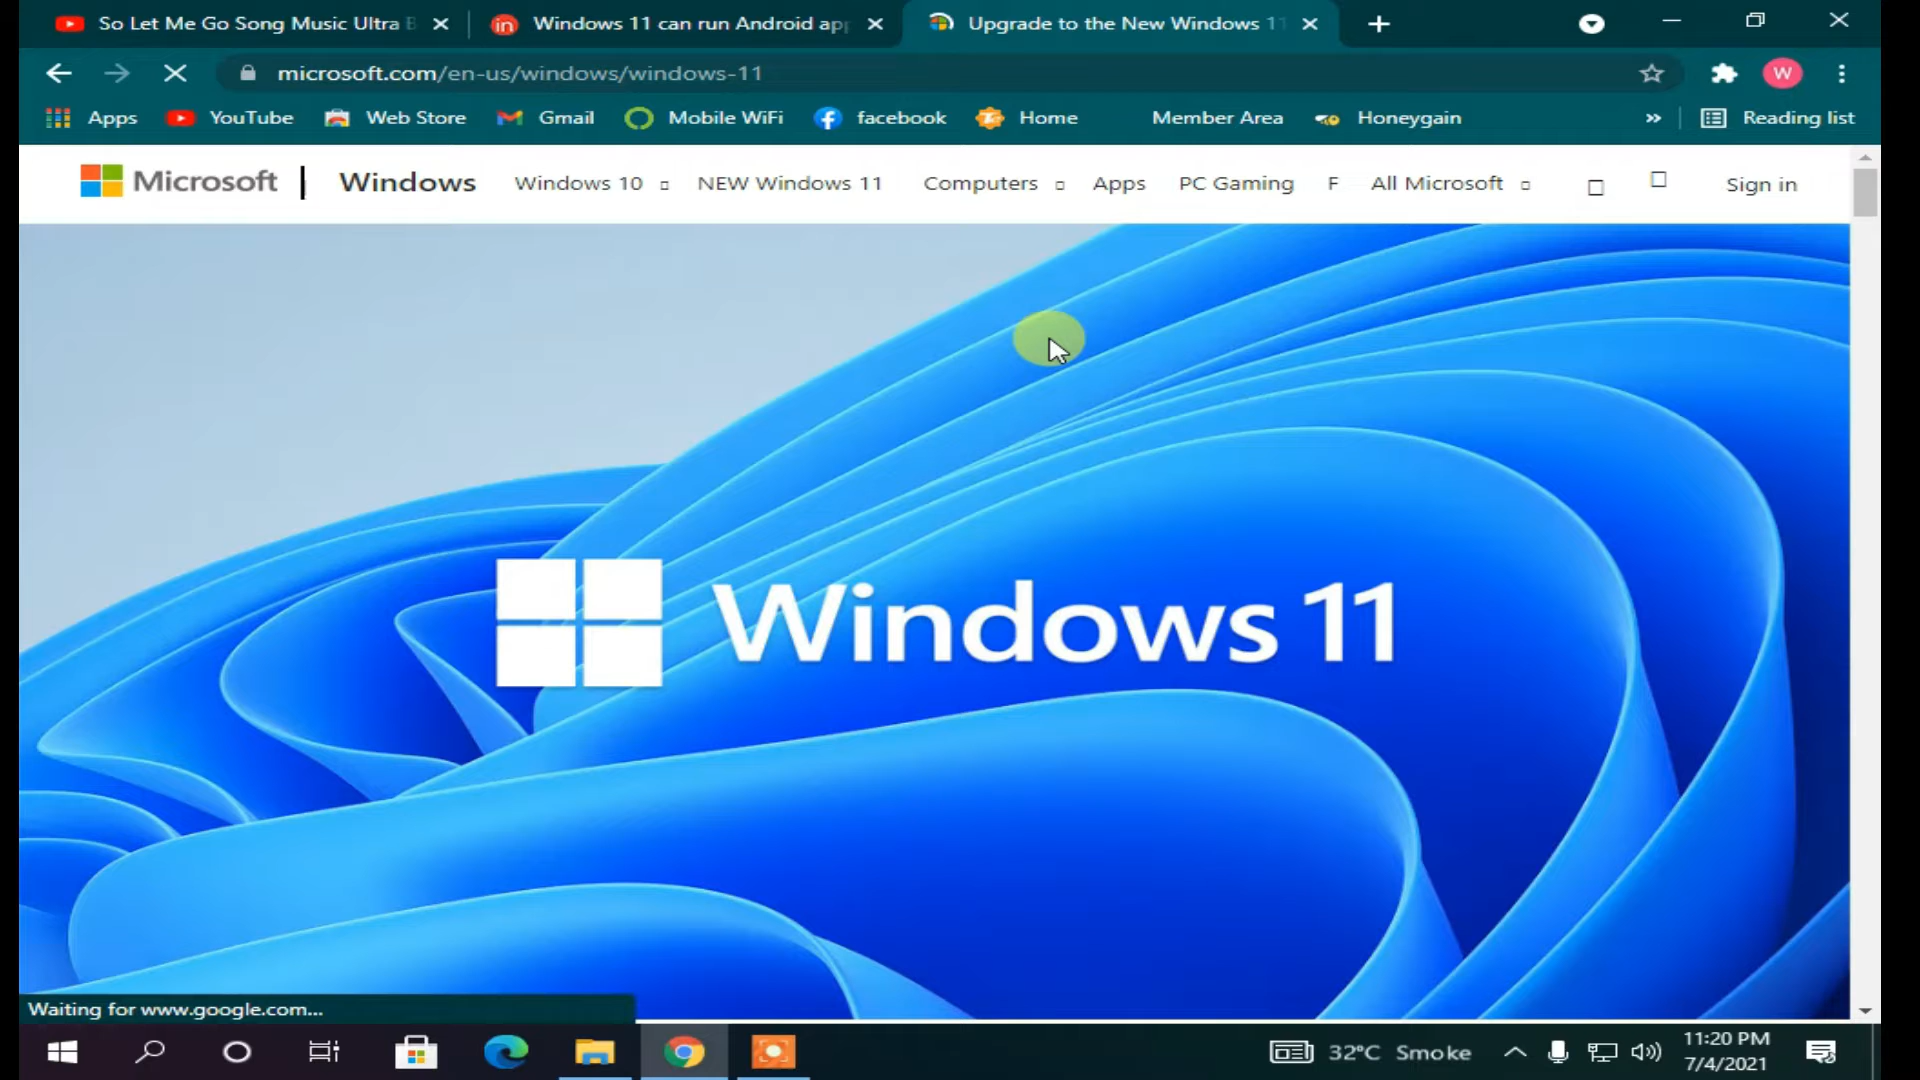 So Let Me Go Song Music Ultra B
Windows 11 can run Android app
Upgrade to the New Windows 11
microsoft.com/en-us/windows/windows-11
W
Apps
YouTube
Web Store
Gmail
Mobile WiFi
facebook
Home
Member Area
Honeygain
»
Reading list
Microsoft
Windows
Windows 10
NEW Windows 11
Computers
Apps
PC Gaming
F
All Microsoft
Sign in
Windows 11
Waiting for www.google.com...
32°C Smoke
11:20 PM
7/4/2021